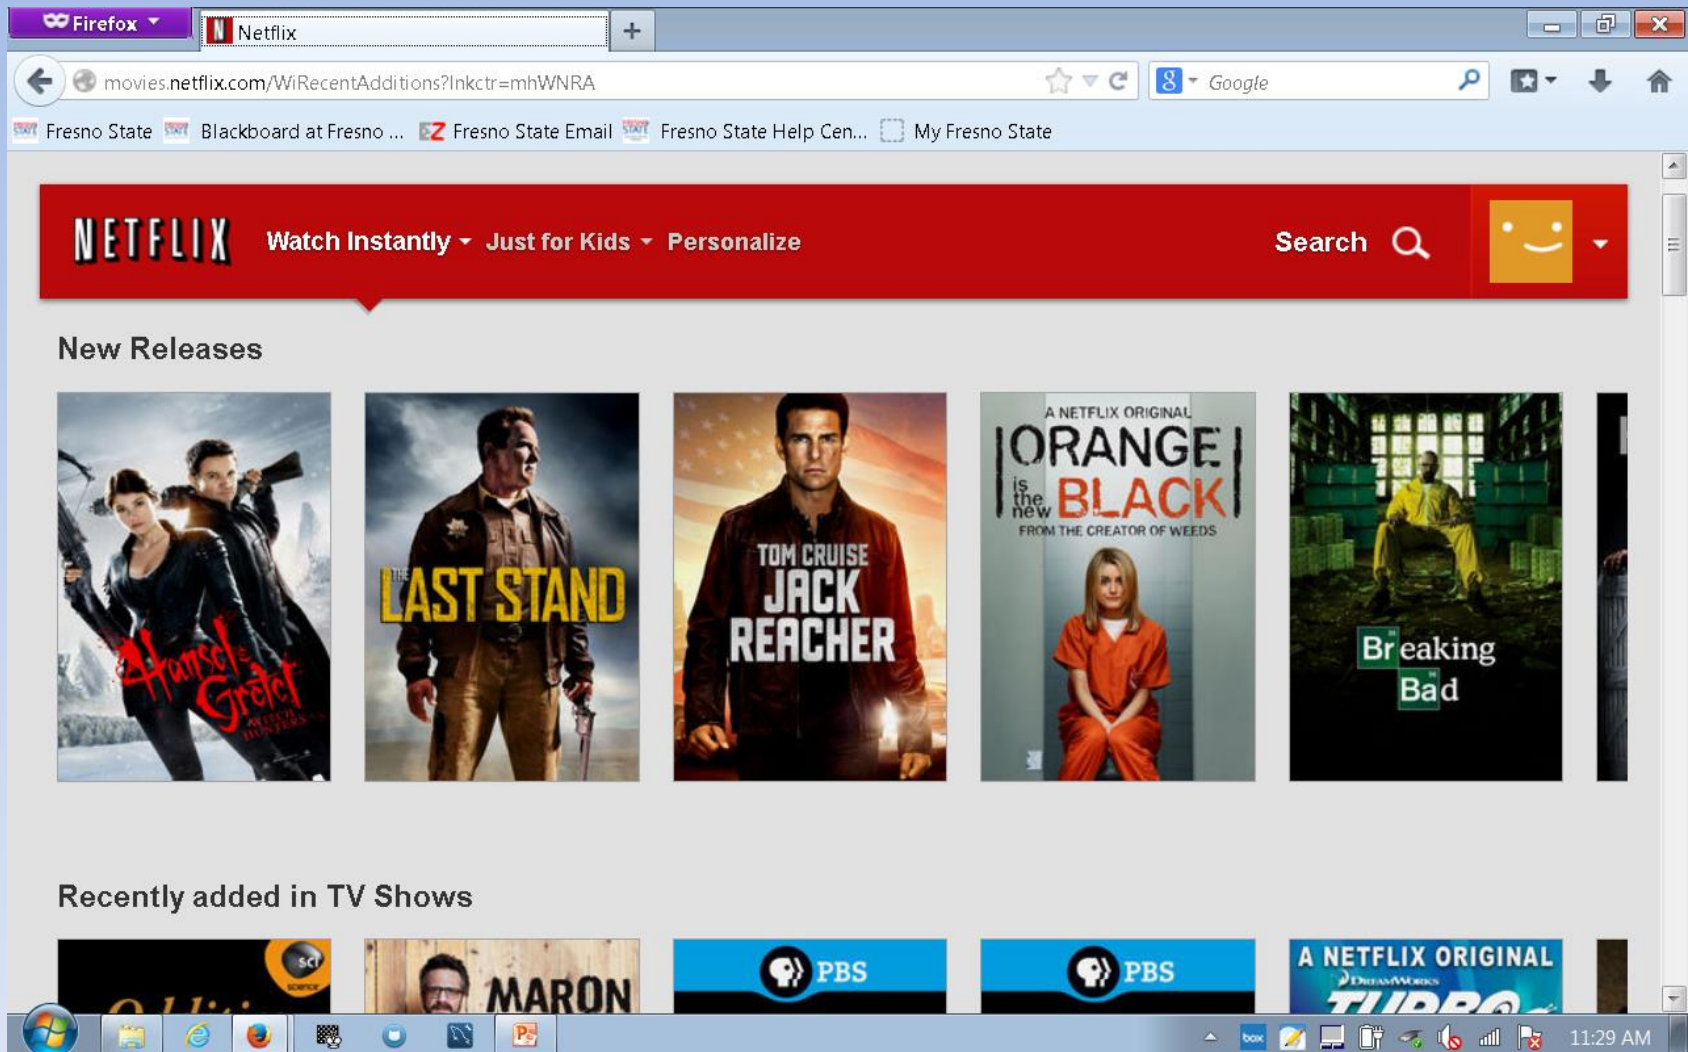 Firefox
Netflix
movies.netflix.com/WiRecentAdditions?lnkctr=mhWNRA
Google
Fresno State
Blackboard at Fresno ...
Fresno State Email
Fresno State Help Cen...
My Fresno State
NETFLIX
Watch Instantly
Just for Kids
Personalize
Search
New Releases
Hansel &
Gretel
WITCH
HUNTERS
THE
LAST STAND
TOM CRUISE
JACK
REACHER
A NETFLIX ORIGINAL
ORANGE
is
the
new
BLACK
FROM THE CREATOR OF WEEDS
Breaking
Bad
Recently added in TV Shows
sci
SCIENCE
MARON
PBS
PBS
A NETFLIX ORIGINAL
DREAMWORKS
TURBO
box
11:29 AM